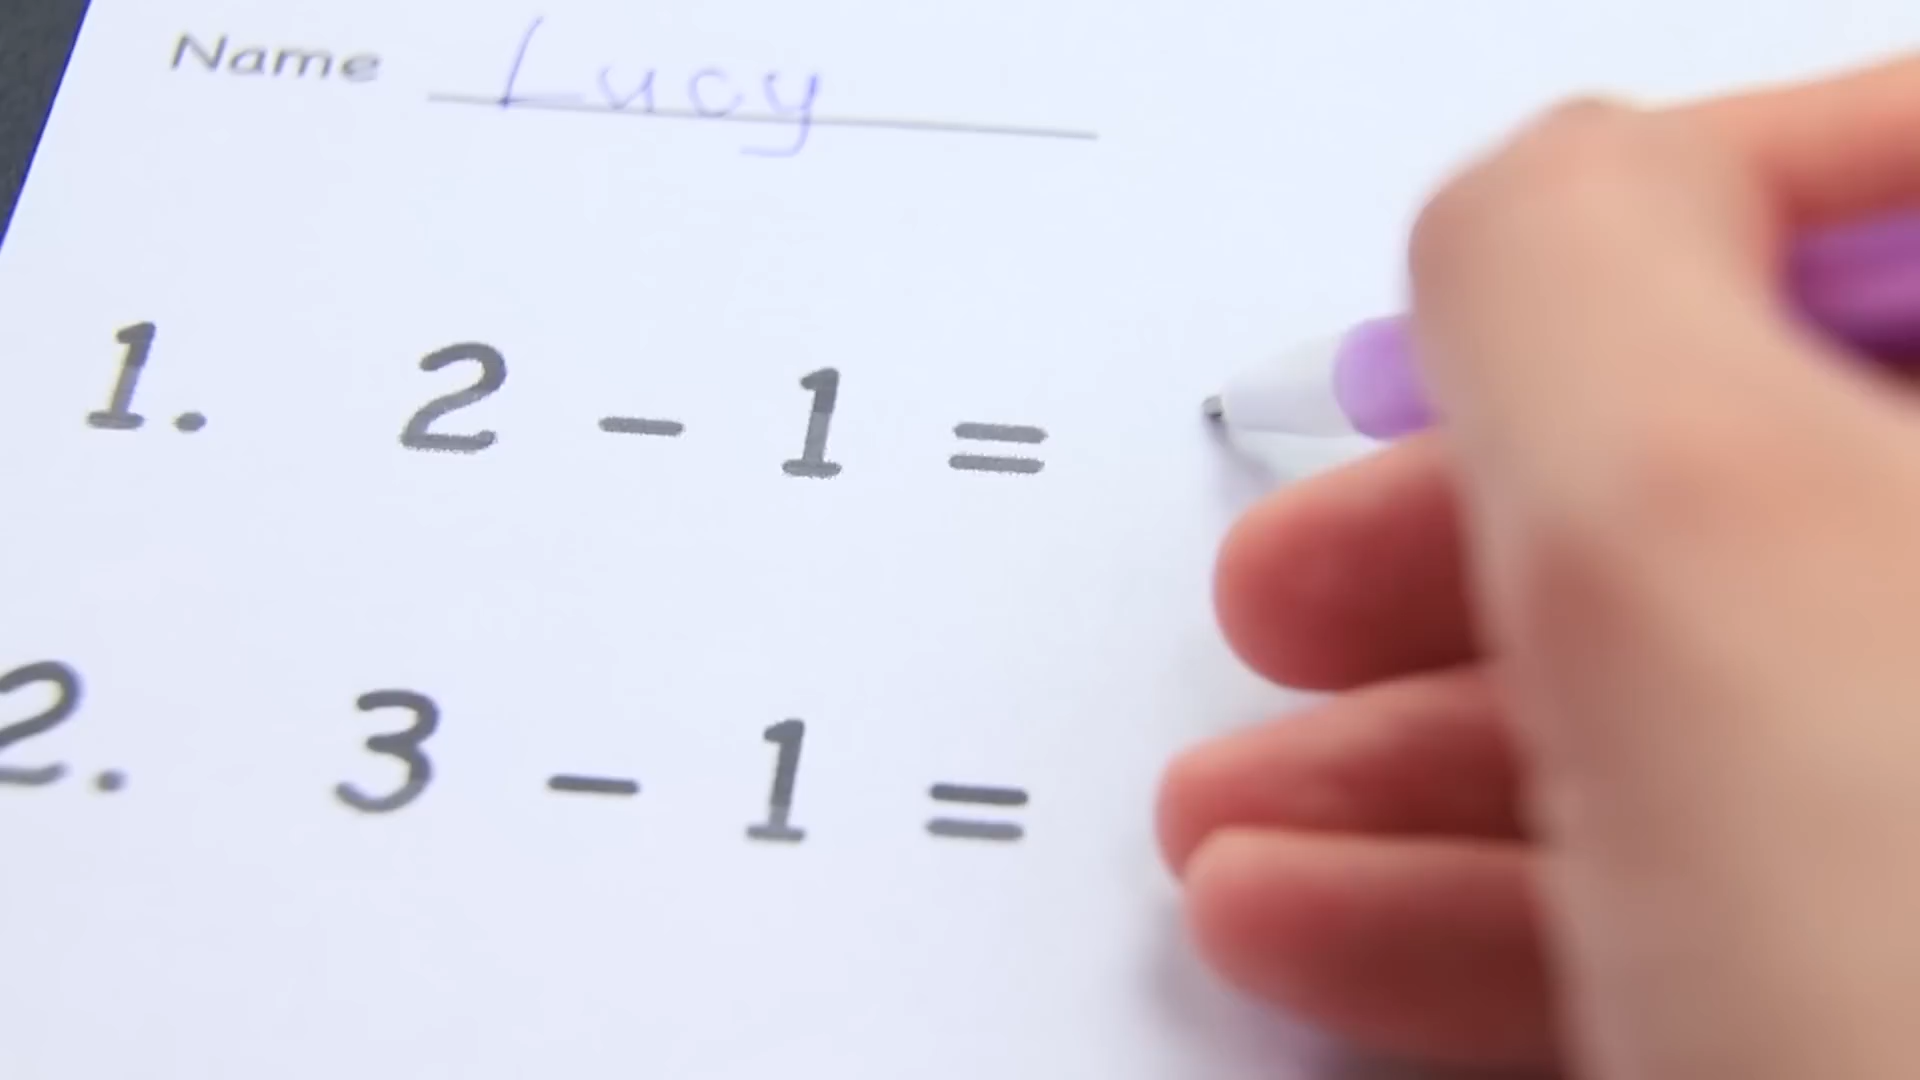 Name Lucy
1. 2 - 1 =
2. 3 - 1 =